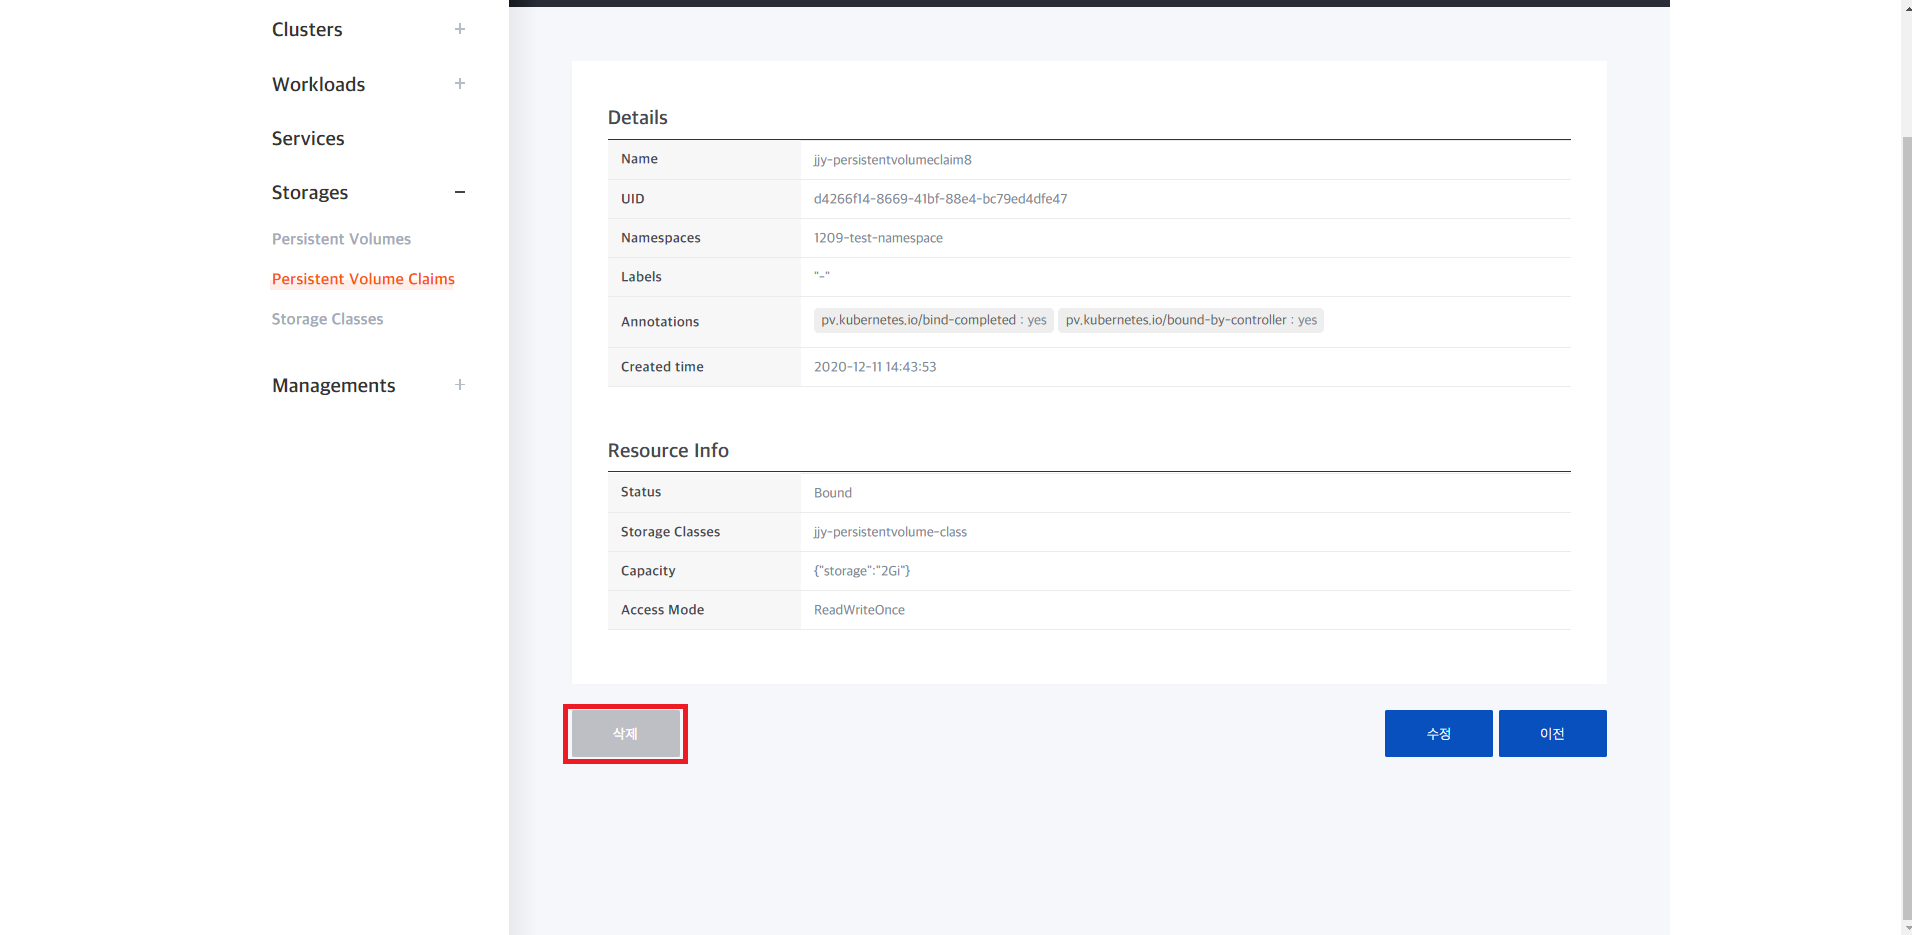 Clusters
Workloads
Services
Storages
Persistent Volumes
Persistent Volume Claims
Storage Classes
Managements
Details
Name jjy-persistentvolumeclaim8
UID d4266f14-8669-41bf-88e4-bc79ed4dfe47
Namespaces 1209-test-namespace
Labels "-"
Annotations pv.kubernetes.io/bind-completed : yes pv.kubernetes.io/bound-by-controller : yes
Created time 2020-12-11 14:43:53
Resource Info
Status Bound
Storage Classes jjy-persistentvolume-class
Capacity {"storage":"2Gi"}
Access Mode ReadWriteOnce
삭제 수정 이전